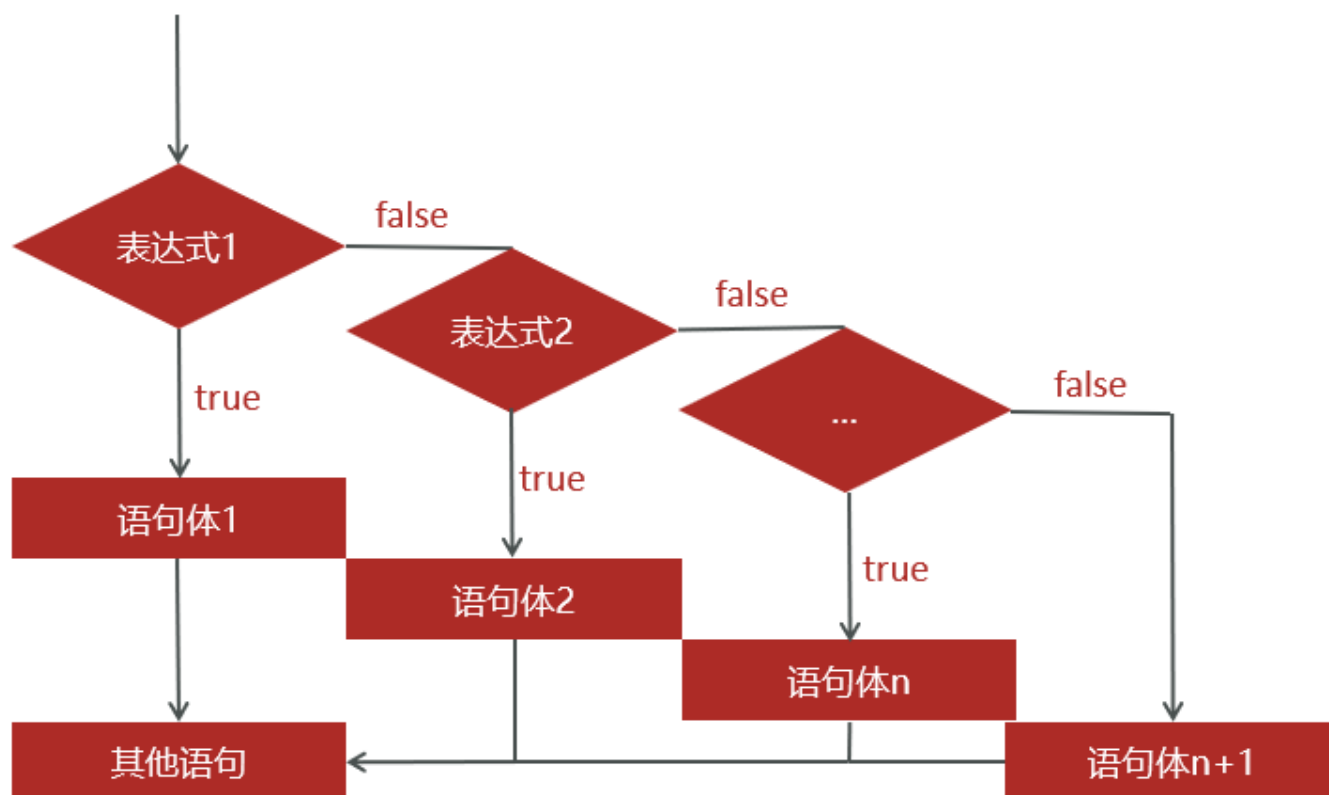 false
表达式1
false
表达式2
false
...
true
true
语句体1
true
语句体2
语句体n
其他语句
语句体n+1